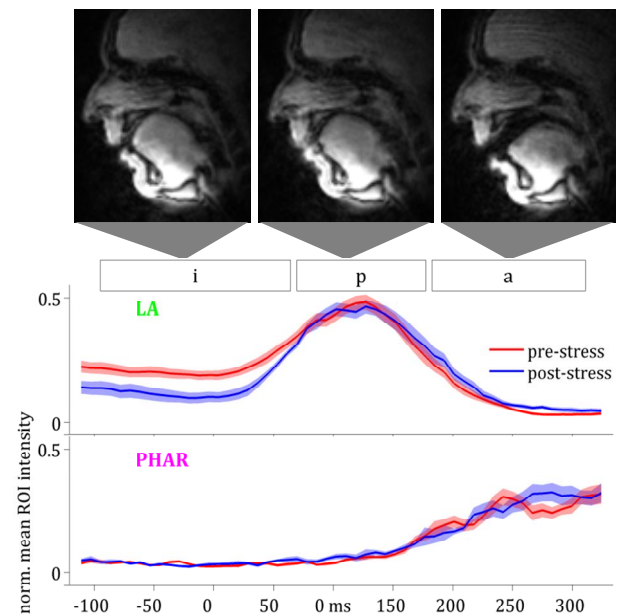 i p a
0.5
LA
pre-stress
post-stress
0
0.5
PHAR
0
norm. mean ROI intensity
-100 -50 0 50 0 ms 150 200 250 300